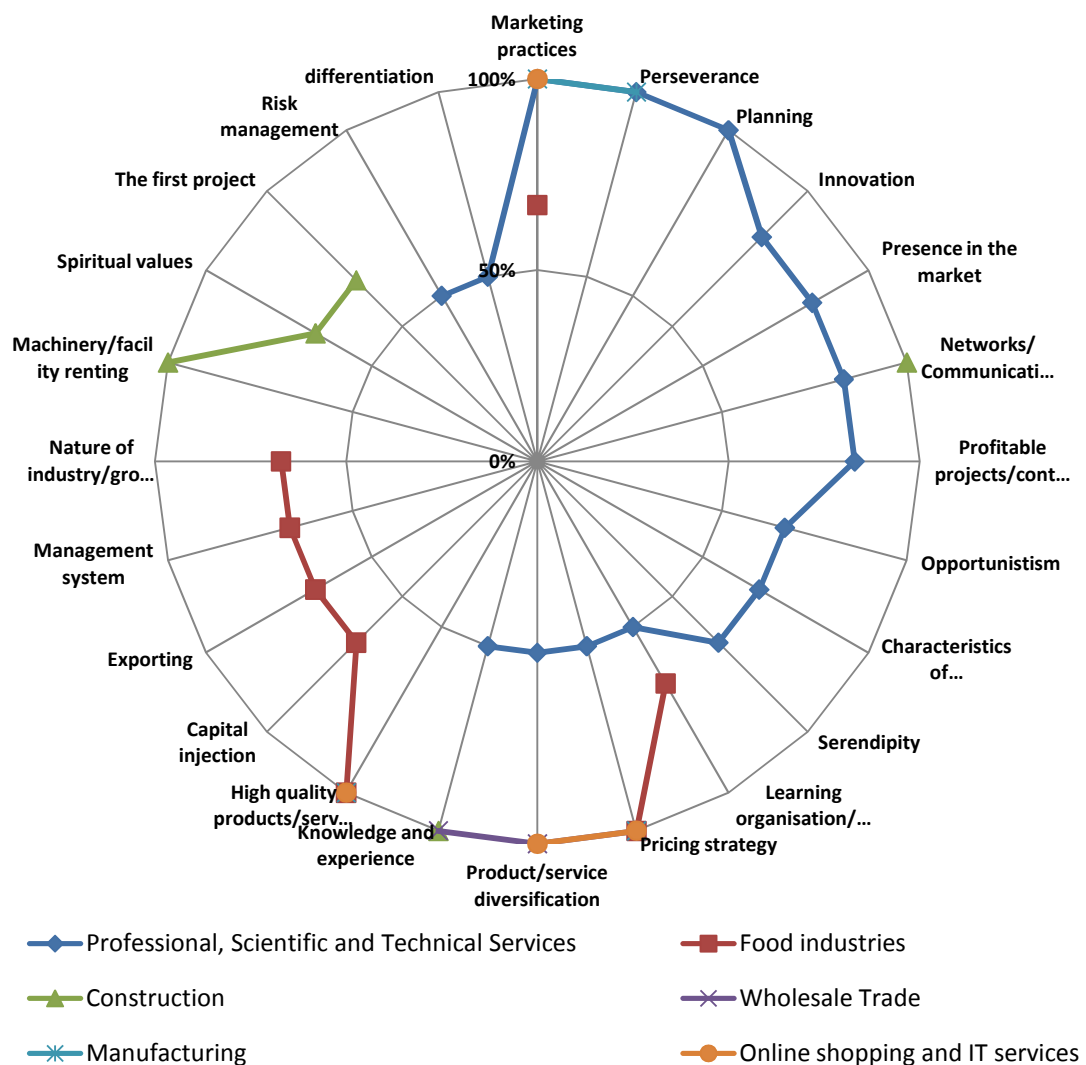 Marketing
practices
Perseverance
Planning
Innovation
Presence in the
market
Networks/
Communicati...
Profitable
projects/cont...
Opportunistism
Characteristics
of...
Serendipity
Learning
organisation/...
Pricing strategy
Product/service
diversification
Knowledge and
experience
High quality
products/serv...
Capital
injection
Exporting
Management
system
Nature of
industry/gro...
Machinery/facil
ity renting
Spiritual values
The first project
Risk
management
differentiation
100%
50%
0%
Professional, Scientific and Technical Services
Food industries
Construction
Wholesale Trade
Manufacturing
Online shopping and IT services